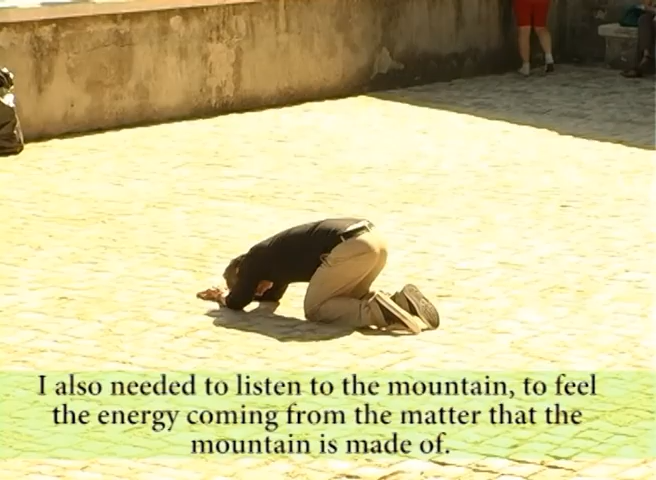 I also needed to listen to the mountain, to feel
the energy coming from the matter that the
mountain is made of.